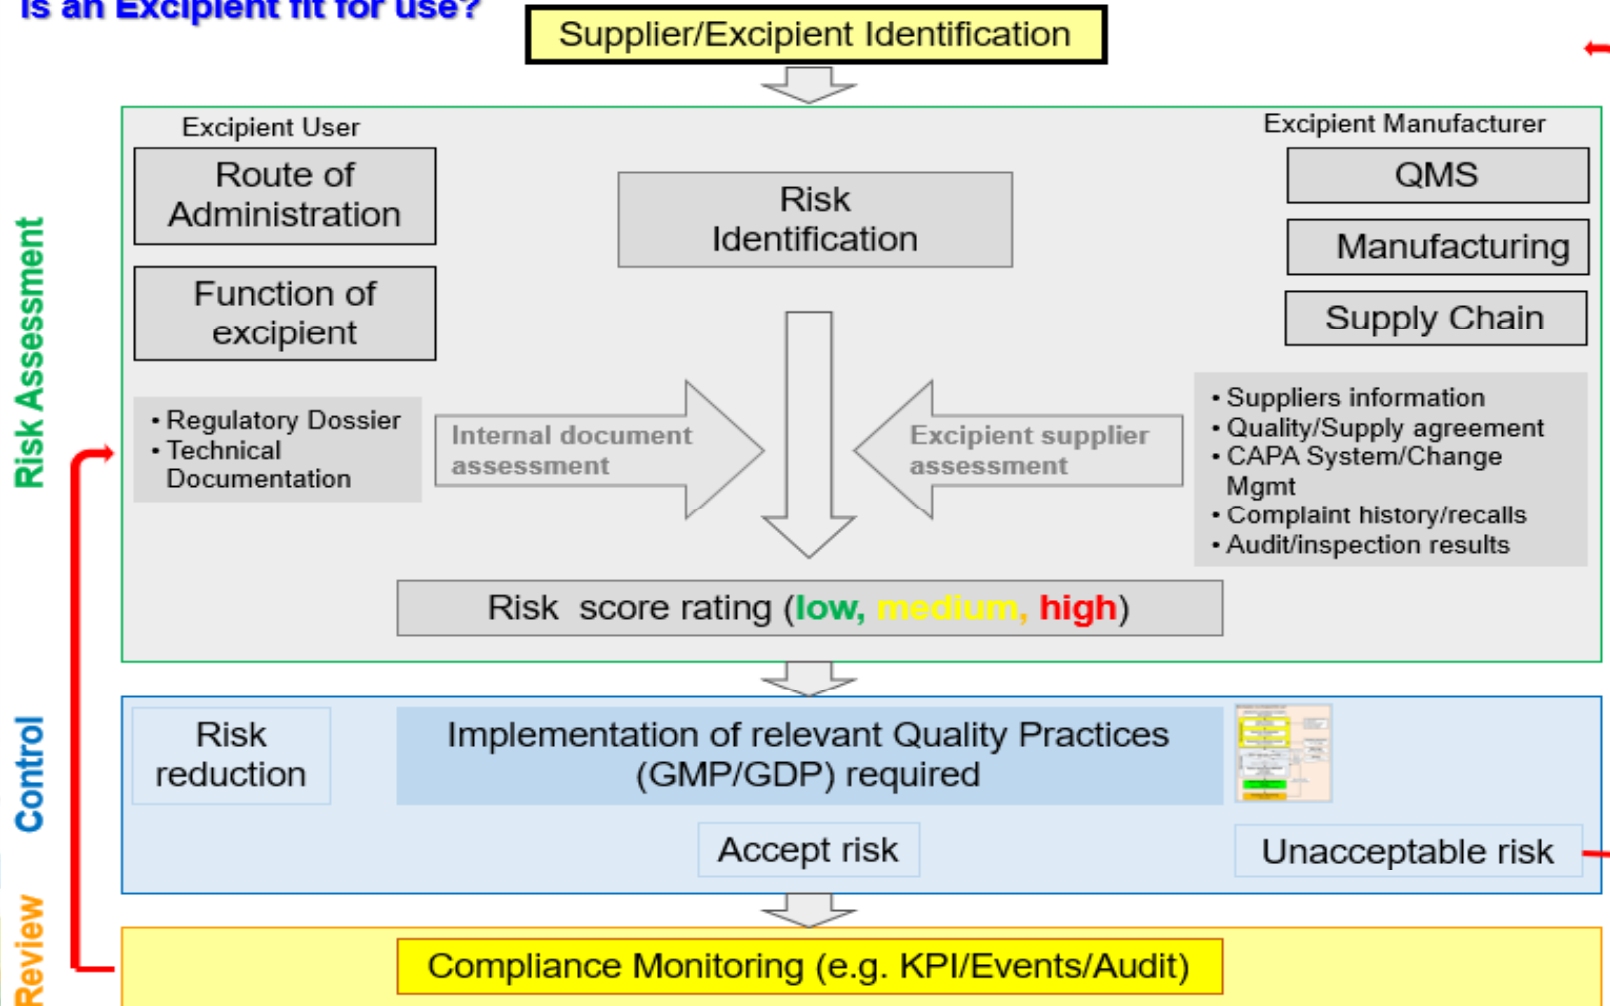 is an Excipient fit for use?
Supplier/Excipient Identification
Risk Assessment
Excipient User
Route of
Administration
Function of
excipient
• Regulatory Dossier
• Technical
Documentation
Internal document
assessment
Risk
Identification
Excipient Manufacturer
QMS
Manufacturing
Supply Chain
• Suppliers information
• Quality/Supply agreement
• CAPA System/Change
Mgmt
• Complaint history/recalls
• Audit/inspection results
Excipient supplier
assessment
Risk score rating (low, medium, high)
Control
Risk
reduction
Implementation of relevant Quality Practices
(GMP/GDP) required
Accept risk
Unacceptable risk
Review
Compliance Monitoring (e.g. KPI/Events/Audit)